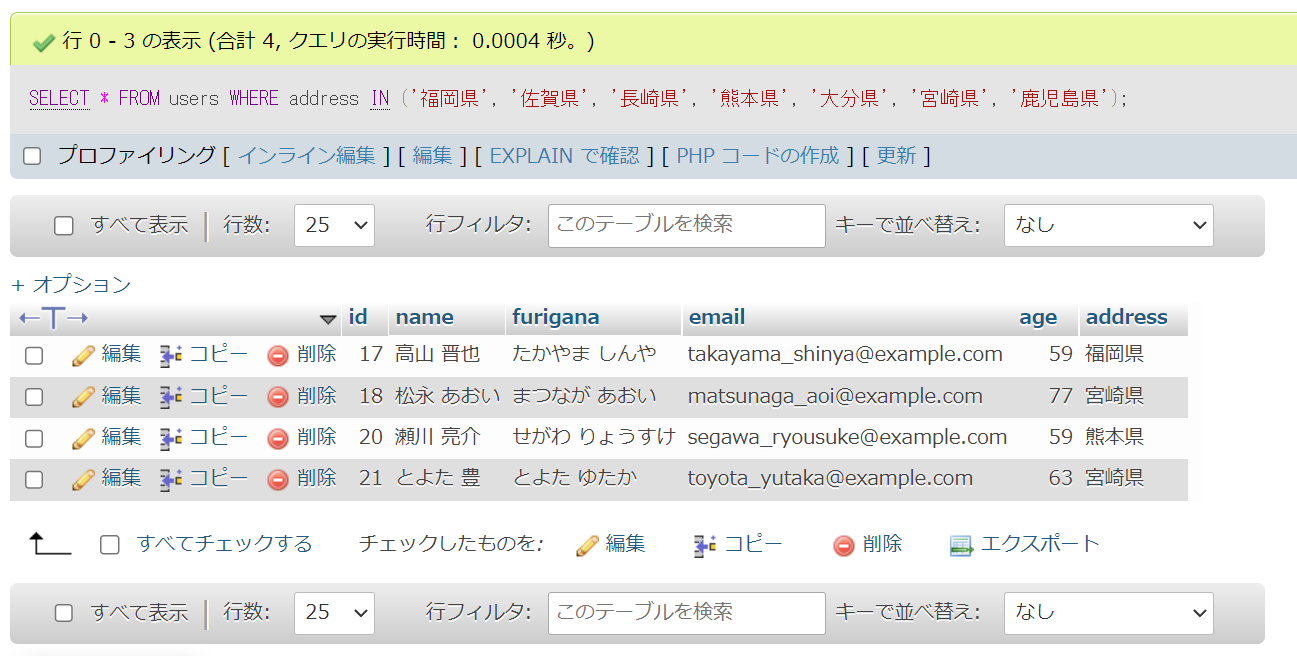 行 0 - 3 の表示 (合計 4, クエリの実行時間： 0.0004 秒。)
SELECT * FROM users WHERE address IN ('福岡県', '佐賀県', '長崎県', '熊本県', '大分県', '宮崎県', '鹿児島県');
プロファイリング [ インライン編集 ] [ 編集 ] [ EXPLAIN で確認 ] [ PHP コードの作成 ] [ 更新 ]
すべて表示 行数: 25 行フィルタ: このテーブルを検索 キーで並べ替え: なし
+ オプション
←T→ id name furigana email age address
編集 コピー 削除 17 高山 晋也 たかやま しんや takayama_shinya@example.com 59 福岡県
編集 コピー 削除 18 松永 あおい まつなが あおい matsunaga_aoi@example.com 77 宮崎県
編集 コピー 削除 20 瀬川 亮介 せがわ りょうすけ segawa_ryousuke@example.com 59 熊本県
編集 コピー 削除 21 とよた 豊 とよた ゆたか toyota_yutaka@example.com 63 宮崎県
すべてチェックする チェックしたものを: 編集 コピー 削除 エクスポート
すべて表示 行数: 25 行フィルタ: このテーブルを検索 キーで並べ替え: なし